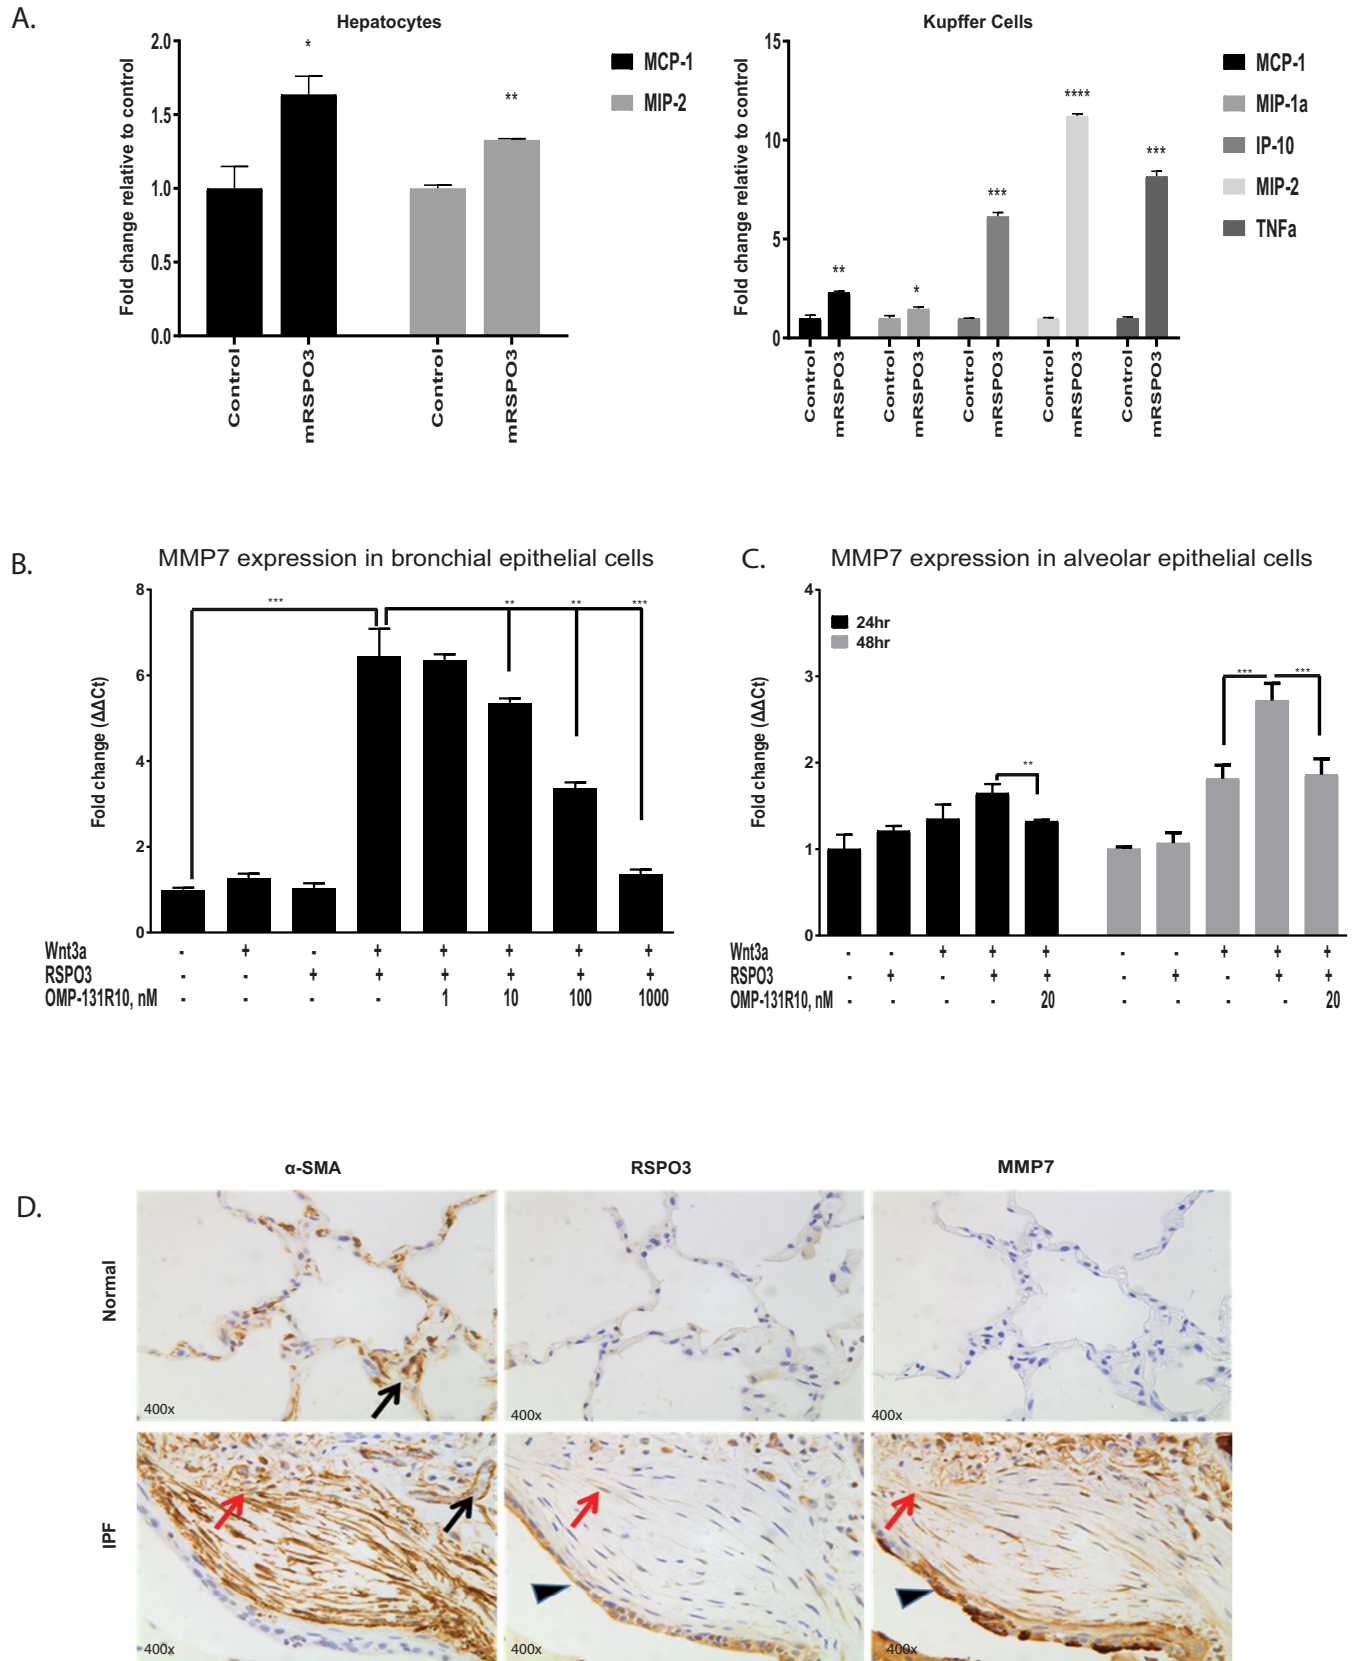 A.
Hepatocytes
Fold change relative to control
2.0
1.5
1.0
0.5
0.0
*
**
Control
mRSPO3
Control
mRSPO3
MCP-1
MIP-2
Kupffer Cells
Fold change relative to control
15
10
5
0
**
*
***
****
***
Control
mRSPO3
Control
mRSPO3
Control
mRSPO3
Control
mRSPO3
Control
mRSPO3
MCP-1
MIP-1a
IP-10
MIP-2
TNFa
B.
MMP7 expression in bronchial epithelial cells
Fold change (ΔΔCt)
8
6
4
2
0
*** ** ** ***
Wnt3a - + - + + + + +
RSPO3 - - + + + + + +
OMP-131R10, nM - - - - 1 10 100 1000
C.
MMP7 expression in alveolar epithelial cells
Fold change (ΔΔCt)
4
3
2
1
0
24hr
48hr
**
*** ***
Wnt3a - - + + + - - + + +
RSPO3 - + - + + - + - + +
OMP-131R10, nM - - - - 20 - - - - 20
D.
α-SMA RSPO3 MMP7
Normal
400x 400x 400x
IPF
400x 400x 400x